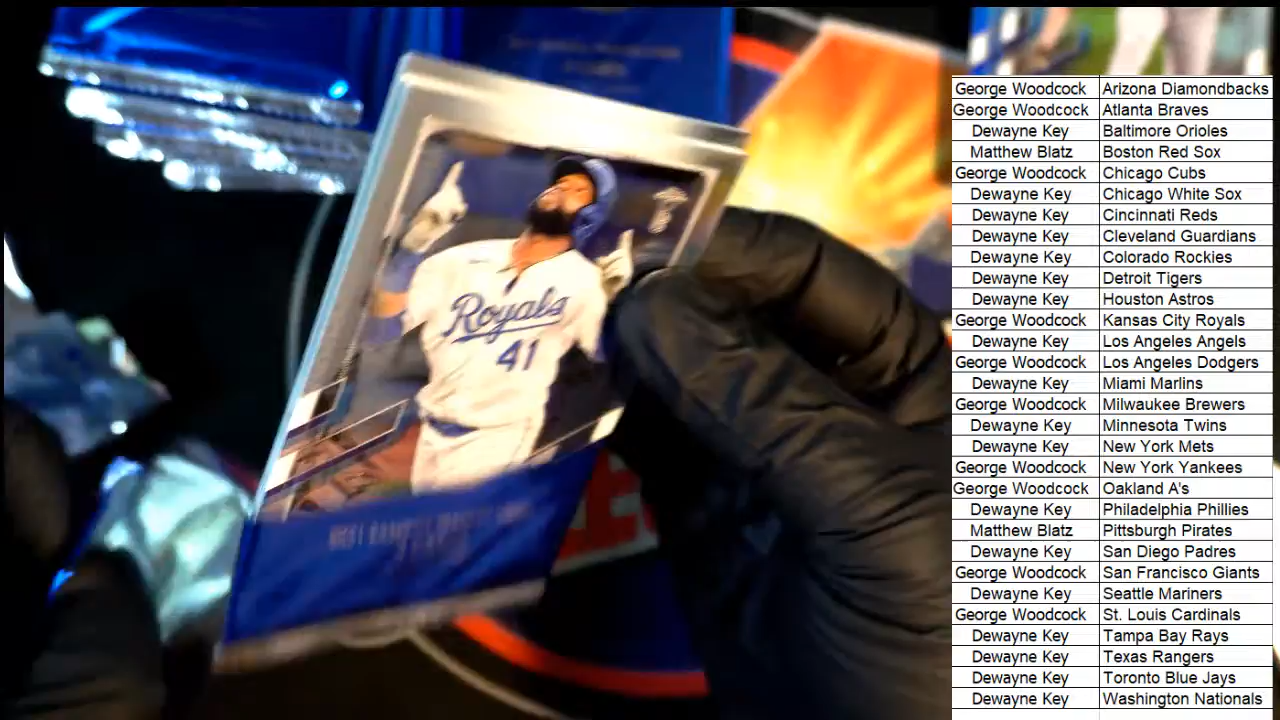 Royals
41
George Woodcock Arizona Diamondbacks
George Woodcock Atlanta Braves
Dewayne Key Baltimore Orioles
Matthew Blatz Boston Red Sox
George Woodcock Chicago Cubs
Dewayne Key Chicago White Sox
Dewayne Key Cincinnati Reds
Dewayne Key Cleveland Guardians
Dewayne Key Colorado Rockies
Dewayne Key Detroit Tigers
Dewayne Key Houston Astros
George Woodcock Kansas City Royals
Dewayne Key Los Angeles Angels
George Woodcock Los Angeles Dodgers
Dewayne Key Miami Marlins
George Woodcock Milwaukee Brewers
Dewayne Key Minnesota Twins
Dewayne Key New York Mets
George Woodcock New York Yankees
George Woodcock Oakland A's
Dewayne Key Philadelphia Phillies
Matthew Blatz Pittsburgh Pirates
Dewayne Key San Diego Padres
George Woodcock San Francisco Giants
Dewayne Key Seattle Mariners
George Woodcock St. Louis Cardinals
Dewayne Key Tampa Bay Rays
Dewayne Key Texas Rangers
Dewayne Key Toronto Blue Jays
Dewayne Key Washington Nationals